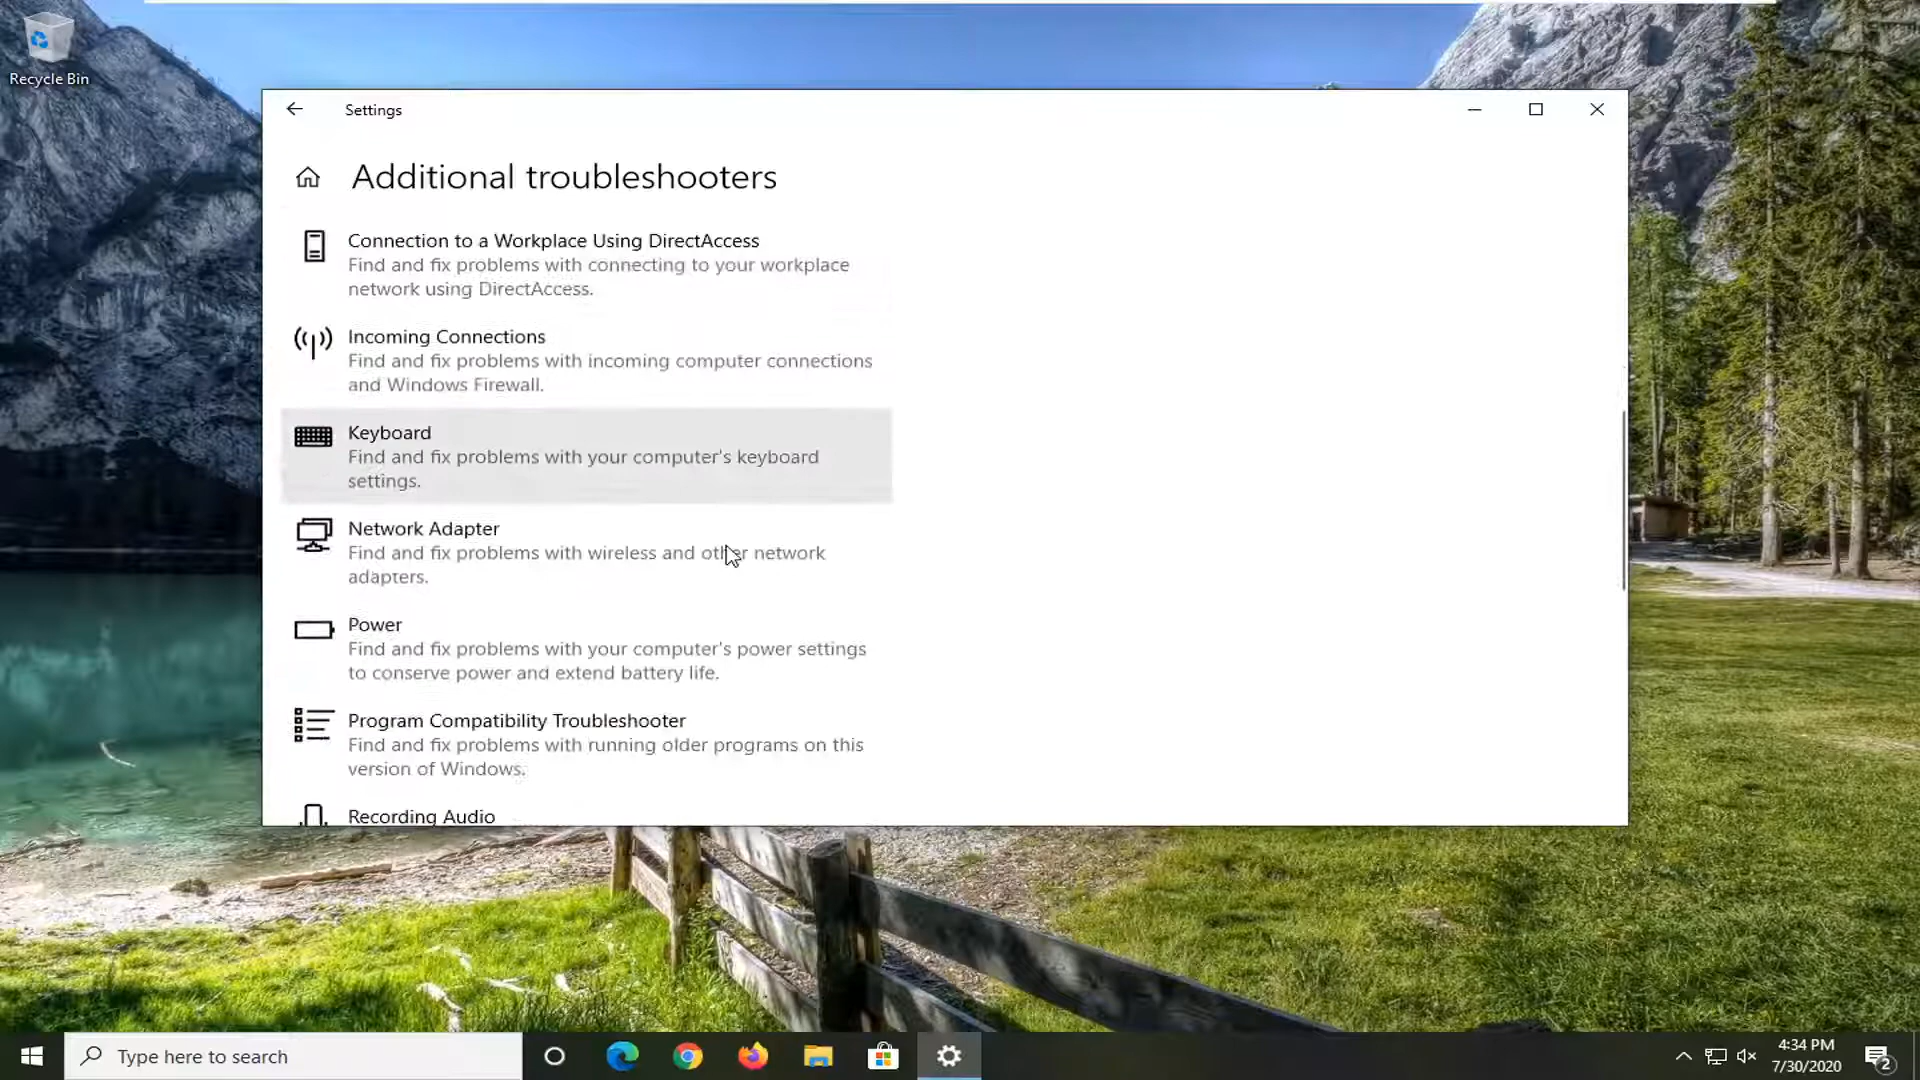 Recycle Bin
Settings
Additional troubleshooters
Connection to a Workplace Using DirectAccess
Find and fix problems with connecting to your workplace
network using DirectAccess.
Incoming Connections
Find and fix problems with incoming computer connections
and Windows Firewall.
Keyboard
Find and fix problems with your computer's keyboard
settings.
Network Adapter
Find and fix problems with wireless and other network
adapters.
Power
Find and fix problems with your computer's power settings
to conserve power and extend battery life.
Program Compatibility Troubleshooter
Find and fix problems with running older programs on this
version of Windows.
Recording Audio
Type here to search
4:34 PM
7/30/2020
2